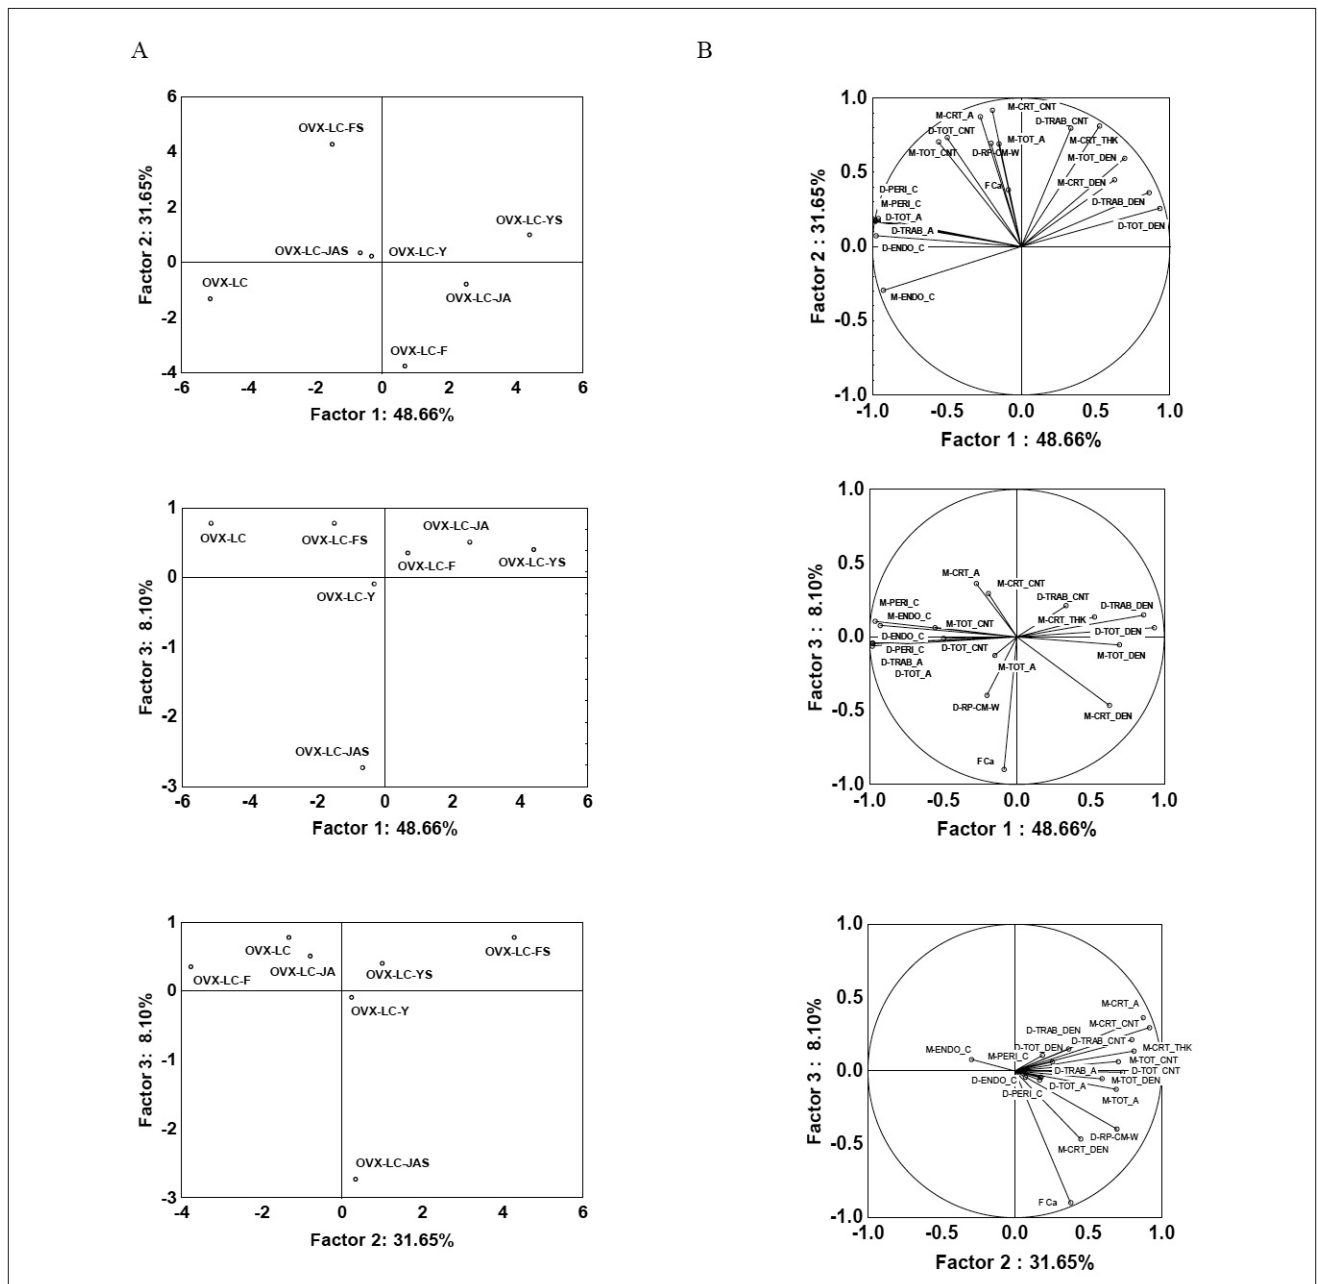 A
B
6
4
2
0
-2
-4
OVX-LC-FS
OVX-LC-YS
OVX-LC-JAS
OVX-LC-Y
OVX-LC
OVX-LC-JA
OVX-LC-F
-6 -4 -2 0 2 4 6
Factor 2: 31.65%
Factor 1: 48.66%
1.0
0.5
0.0
-0.5
-1.0
M-CRT_CNT
M-CRT_A
D-TRAB_CNT
D-TOT_CNT
M-TOT_A
M-CRT_THK
M-TOT_CNT
D-RP-CM-W
M-TOT_DEN
F Ca
M-CRT_DEN
D-PERI_C
M-PERI_C
D-TRAB_DEN
D-TOT_A
D-TRAB_A
D-TOT_DEN
D-ENDO_C
M-ENDO_C
-1.0 -0.5 0.0 0.5 1.0
Factor 2 : 31.65%
Factor 1 : 48.66%
1
0
-1
-2
-3
OVX-LC-JA
OVX-LC
OVX-LC-FS
OVX-LC-F
OVX-LC-YS
OVX-LC-Y
OVX-LC-JAS
-6 -4 -2 0 2 4 6
Factor 3 : 8.10%
Factor 1: 48.66%
1.0
0.5
0.0
-0.5
-1.0
M-CRT_A
M-CRT_CNT
D-TRAB_CNT
M-PERI_C
D-TRAB_DEN
M-ENDO_C
M-TOT_CNT
M-CRT_THK
D-TOT_DEN
D-ENDO_C
D-PERI_C
D-TOT_CNT
M-TOT_DEN
D-TRAB_A
M-TOT_A
D-TOT_A
D-RP-CM-W
M-CRT_DEN
F Ca
-1.0 -0.5 0.0 0.5 1.0
Factor 3 : 8.10%
Factor 1 : 48.66%
1
0
-1
-2
-3
OVX-LC
OVX-LC-FS
OVX-LC-JA
OVX-LC-YS
OVX-LC-F
OVX-LC-Y
OVX-LC-JAS
-4 -2 0 2 4 6
Factor 3: 8.10%
Factor 2: 31.65%
1.0
0.5
0.0
-0.5
-1.0
M-CRT_A
M-CRT_CNT
D-TRAB_DEN
D-TRAB_CNT
M-ENDO_C
D-TOT_DEN
M-CRT_THK
M-PERI_C
M-TOT_CNT
D-TRAB_A
D-TOT_CNT
D-ENDO_C
M-TOT_DEN
D-TOT_A
D-PERI_C
M-TOT_A
D-RP-CM-W
M-CRT_DEN
F Ca
-1.0 -0.5 0.0 0.5 1.0
Factor 3 : 8.10%
Factor 2 : 31.65%